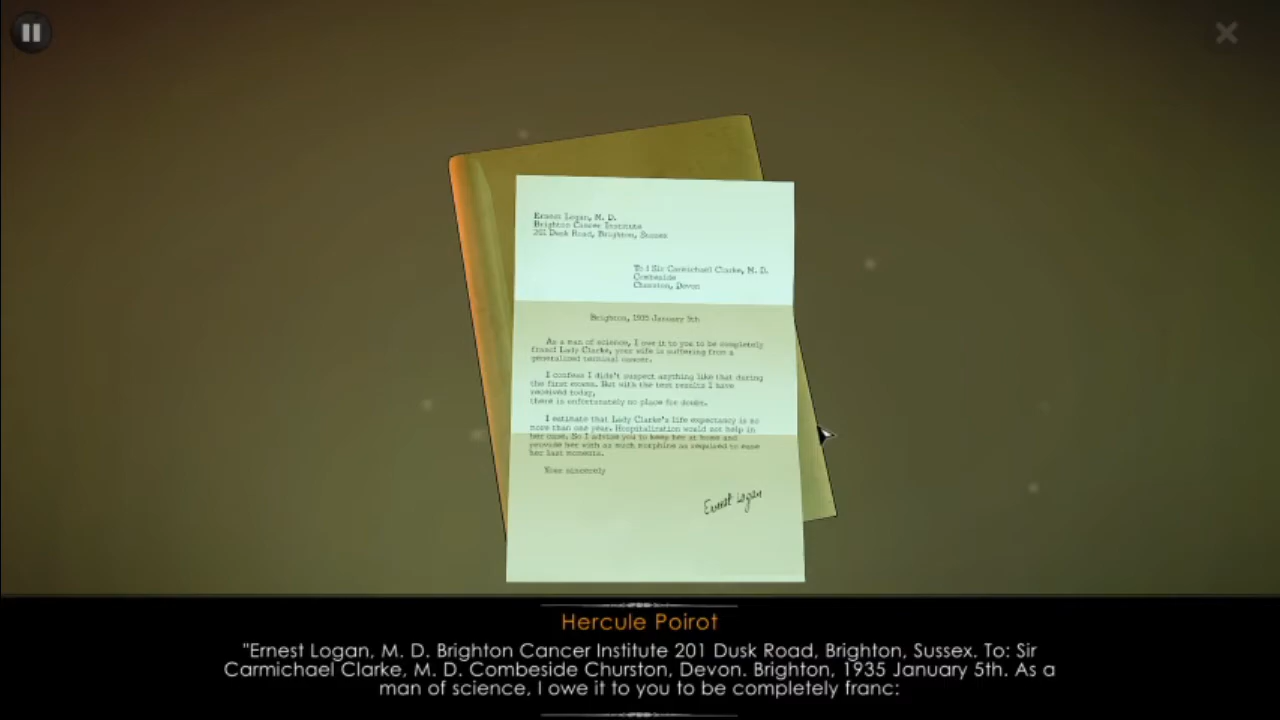 Ernest Logan, M. D.
Brighton Cancer Institute
201 Dusk Road, Brighton, Sussex
To : Sir Carmichael Clarke, M. D.
Combeside
Churston, Devon
Brighton, 1935 January 5th
As a man of science, I owe it to you to be completely
franc: Lady Clarke, your wife is suffering from a
generalized terminal cancer.
I confess I didn't suspect anything like that during
the first exams. But with the test results I have
received today,
there is unfortunately no place for doubt.
I estimate that Lady Clarke's life expectancy is no
more than one year. Hospitalization would not help in
her case. So I advise you to keep her at home and
provide her with as much morphine as required to ease
her last moments.
Your sincerely
Ernest Logan
Hercule Poirot
"Ernest Logan, M. D. Brighton Cancer Institute 201 Dusk Road, Brighton, Sussex. To: Sir
Carmichael Clarke, M. D. Combeside Churston, Devon. Brighton, 1935 January 5th. As a
man of science, I owe it to you to be completely franc: